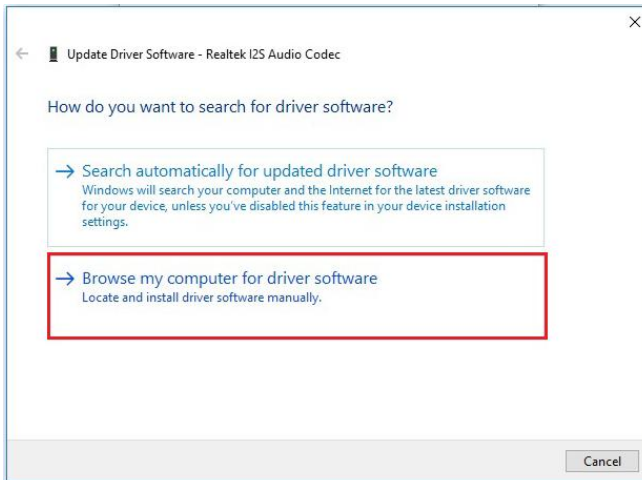 Update Driver Software - Realtek I2S Audio Codec
How do you want to search for driver software?
Search automatically for updated driver software
Windows will search your computer and the Internet for the latest driver software
for your device, unless you've disabled this feature in your device installation
settings.
Browse my computer for driver software
Locate and install driver software manually.
Cancel